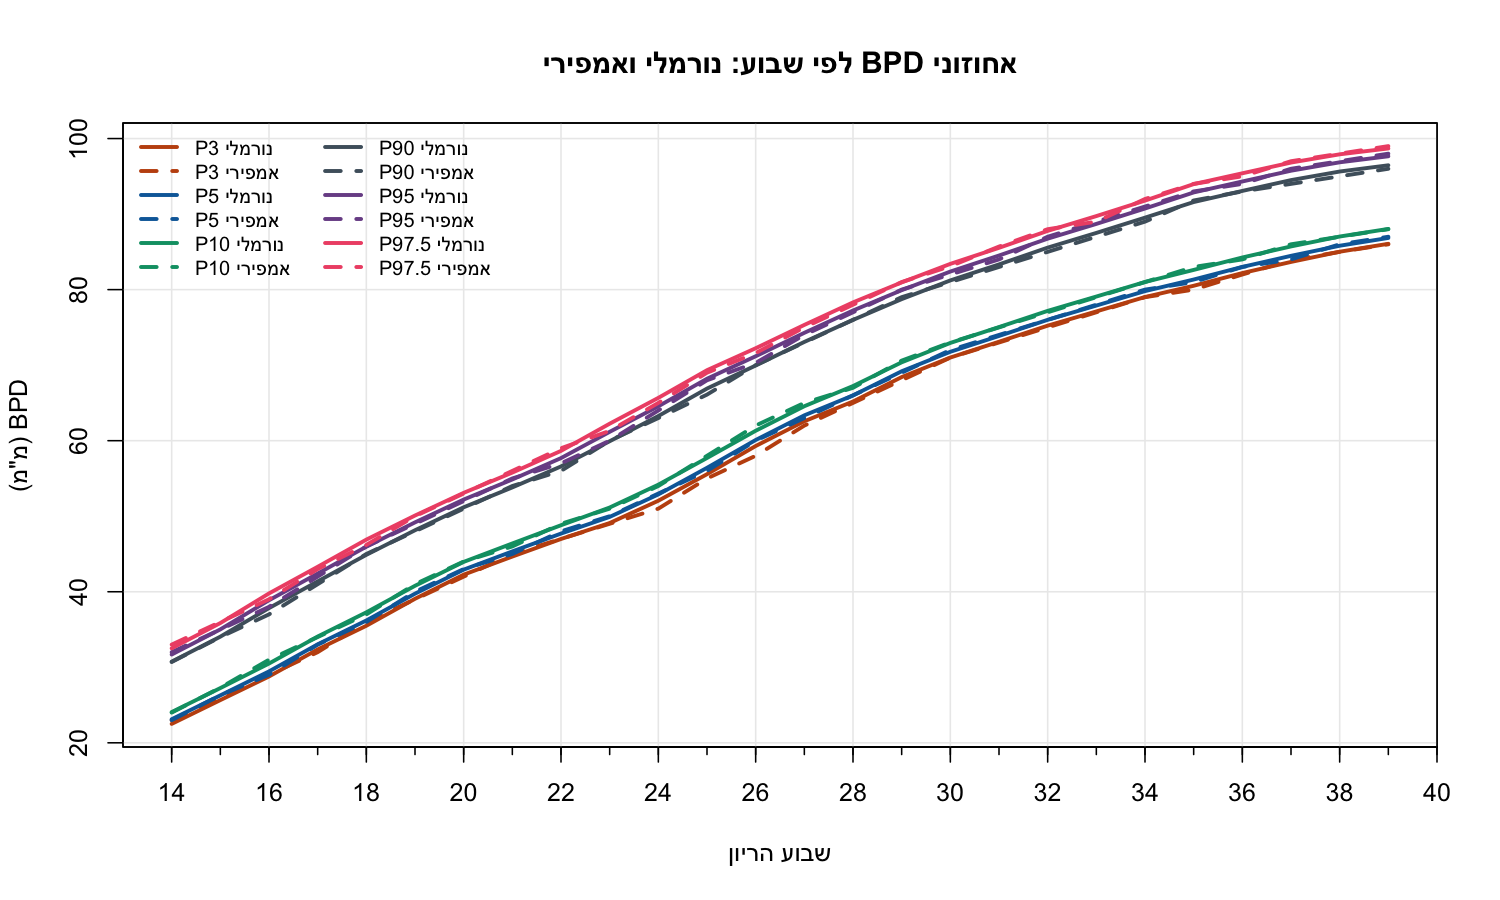 אחוזוני BPD לפי שבוע: נורמלי ואמפירי
BPD (מ"מ)
100
80
60
40
20
P3 נורמלי
P3 אמפירי
P5 נורמלי
P5 אמפירי
P10 נורמלי
P10 אמפירי
P90 נורמלי
P90 אמפירי
P95 נורמלי
P95 אמפירי
P97.5 נורמלי
P97.5 אמפירי
14 16 18 20 22 24 26 28 30 32 34 36 38 40
שבוע הריון